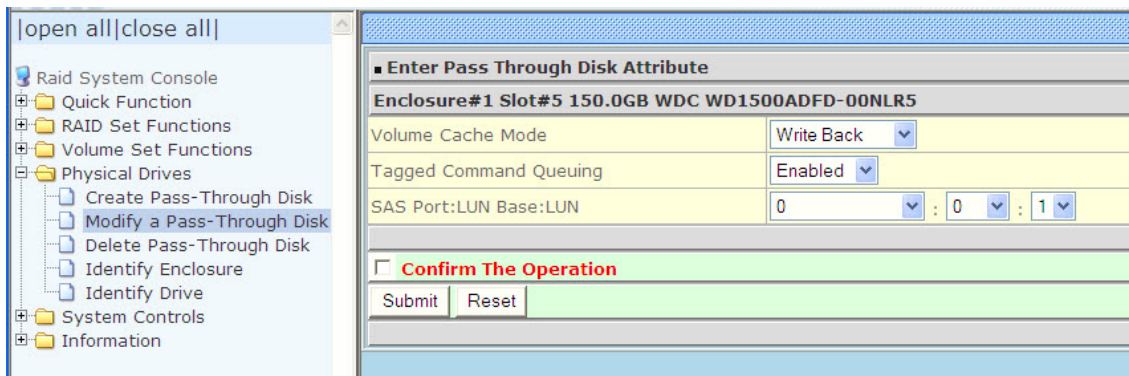 |open all|close all|
Raid System Console
Quick Function
RAID Set Functions
Volume Set Functions
Physical Drives
Create Pass-Through Disk
Modify a Pass-Through Disk
Delete Pass-Through Disk
Identify Enclosure
Identify Drive
System Controls
Information
Enter Pass Through Disk Attribute
Enclosure#1 Slot#5 150.0GB WDC WD1500ADFD-00NLR5
Volume Cache Mode Write Back
Tagged Command Queuing Enabled
SAS Port:LUN Base:LUN 0 : 0 : 1
Confirm The Operation
Submit Reset